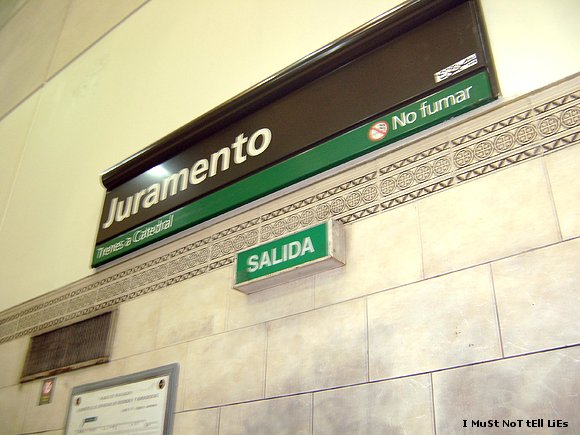 Juramento
No fumar
Trenes a Catedral
SALIDA
I MuSt NoT tEll LiEs